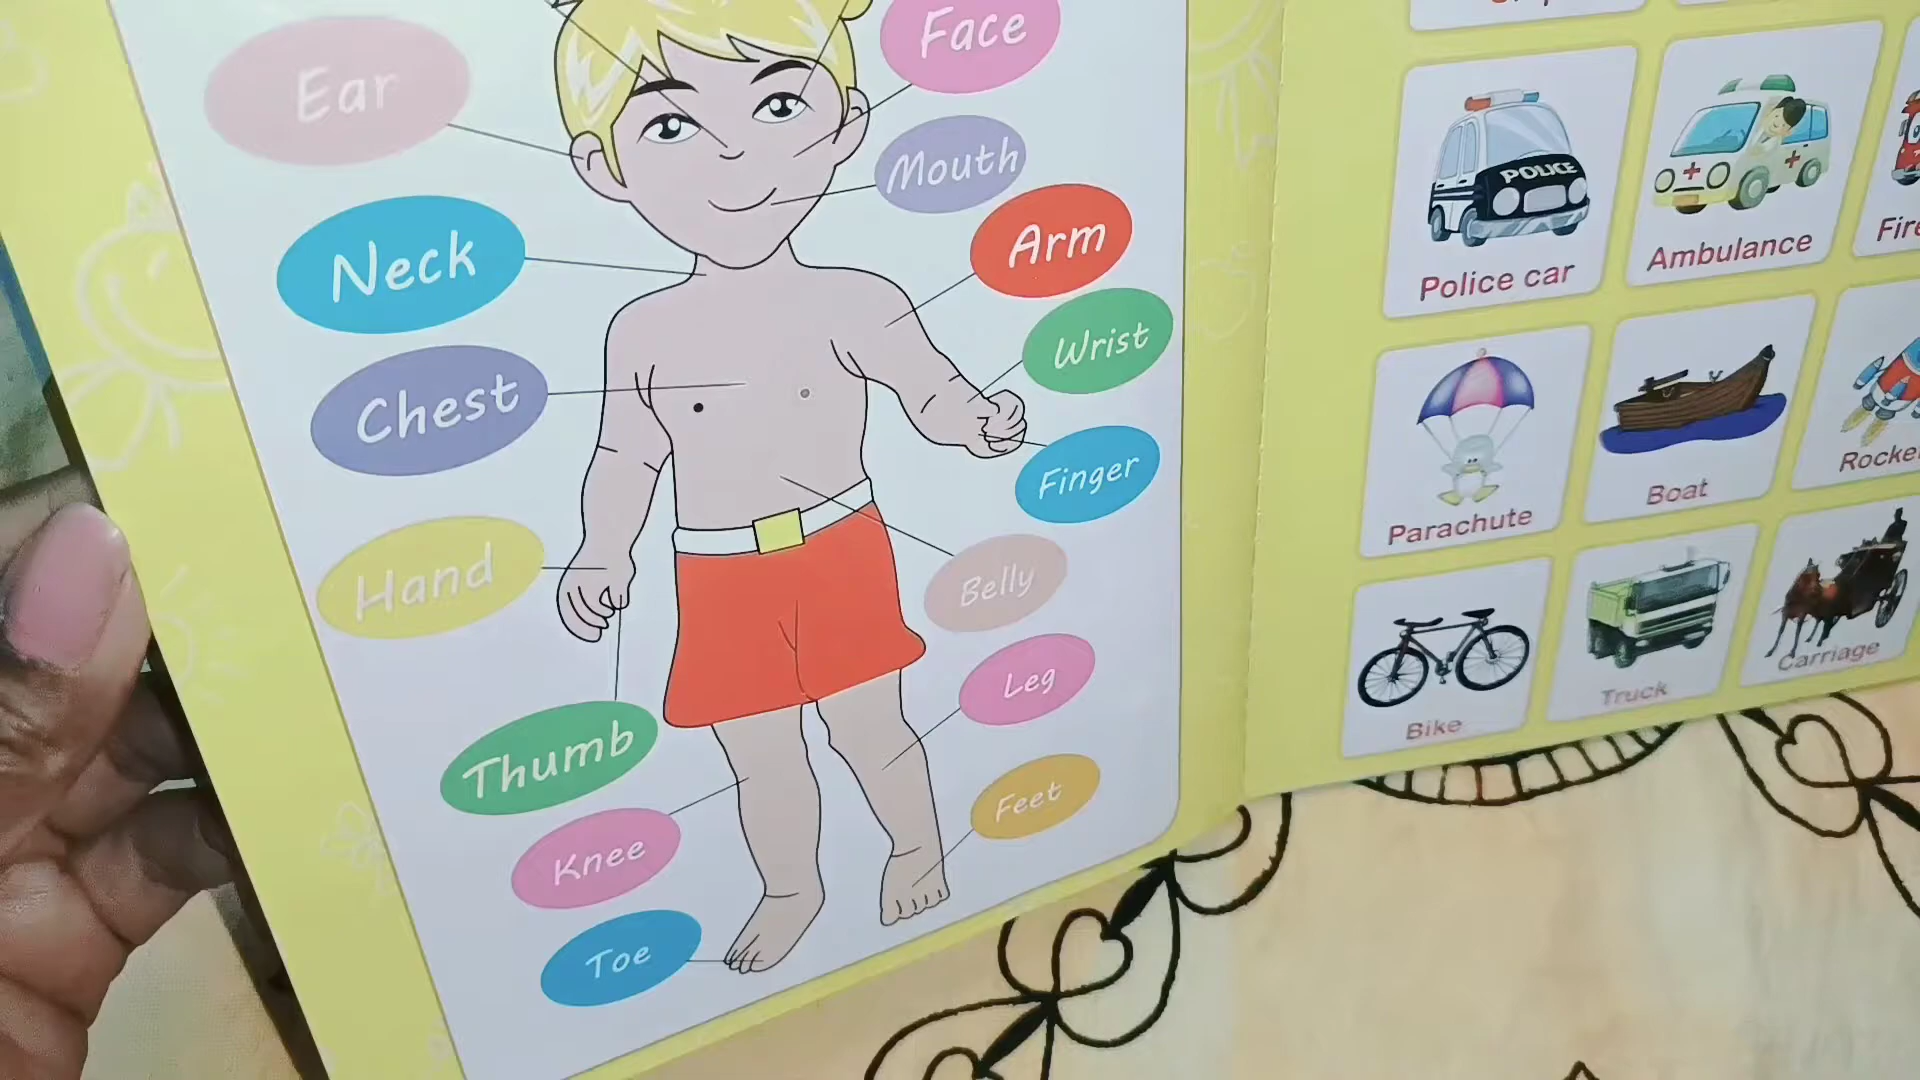 Ear
Face
Mouth
Neck
Arm
Wrist
Chest
Finger
Hand
Belly
Thumb
Leg
Knee
Feet
Toe
POLICE
Police car
Ambulance
Parachute
Boat
Bike
Truck
Carriage